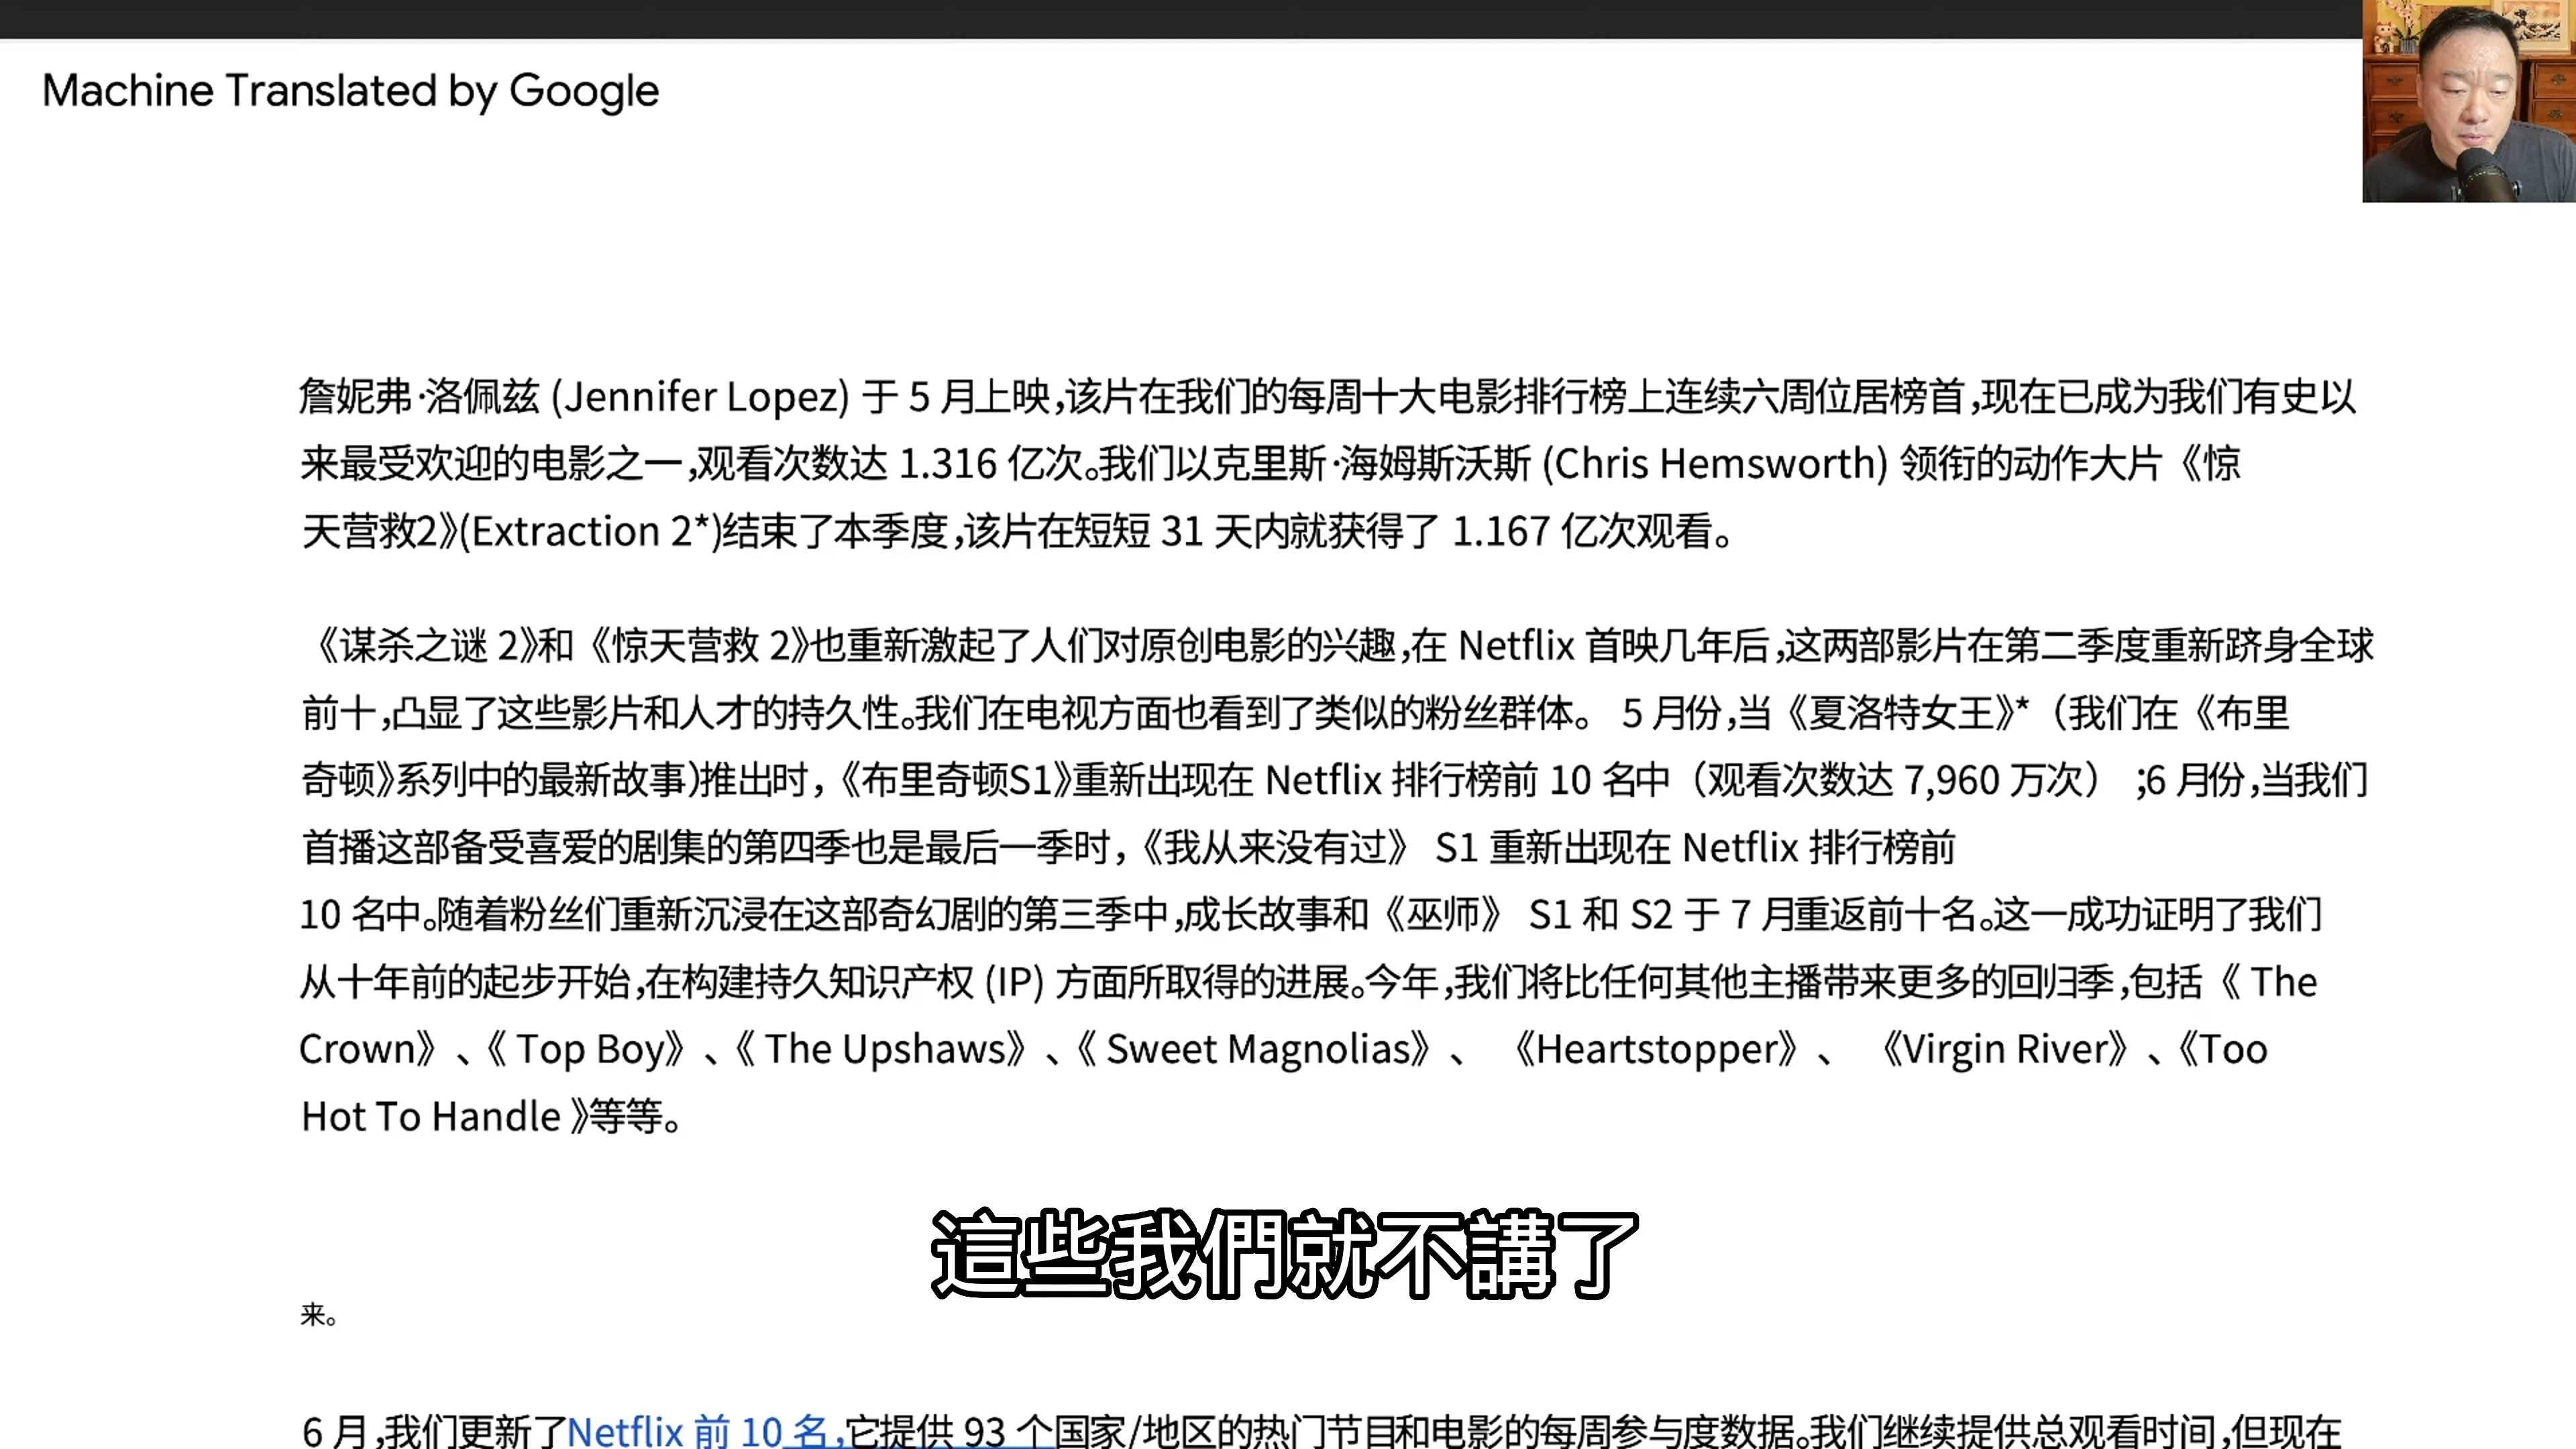 Machine Translated by Google
詹妮弗·洛佩兹 (Jennifer Lopez) 于 5 月上映,该片在我们的每周十大电影排行榜上连续六周位居榜首,现在已成为我们有史以
来最受欢迎的电影之一,观看次数达 1.316 亿次。我们以克里斯·海姆斯沃斯 (Chris Hemsworth) 领衔的动作大片《惊
天营救2》(Extraction 2*)结束了本季度,该片在短短 31 天内就获得了 1.167 亿次观看。
《谋杀之谜 2》和《惊天营救 2》也重新激起了人们对原创电影的兴趣,在 Netflix 首映几年后,这两部影片在第二季度重新跻身全球
前十,凸显了这些影片和人才的持久性。我们在电视方面也看到了类似的粉丝群体。 5 月份,当《夏洛特女王》*（我们在《布里
奇顿》系列中的最新故事)推出时,《布里奇顿S1》重新出现在 Netflix 排行榜前 10 名中（观看次数达 7,960 万次） ;6 月份,当我们
首播这部备受喜爱的剧集的第四季也是最后一季时,《我从来没有过》 S1 重新出现在 Netflix 排行榜前
10 名中。随着粉丝们重新沉浸在这部奇幻剧的第三季中,成长故事和《巫师》 S1 和 S2 于 7 月重返前十名。这一成功证明了我们
从十年前的起步开始,在构建持久知识产权 (IP) 方面所取得的进展。今年,我们将比任何其他主播带来更多的回归季,包括《 The
Crown》、《 Top Boy》、《 The Upshaws》、《 Sweet Magnolias》、 《Heartstopper》、 《Virgin River》、《Too
Hot To Handle 》等等。
這些我們就不講了
来。
6 月,我们更新了Netflix 前 10 名,它提供 93 个国家/地区的热门节目和电影的每周参与度数据。我们继续提供总观看时间,但现在